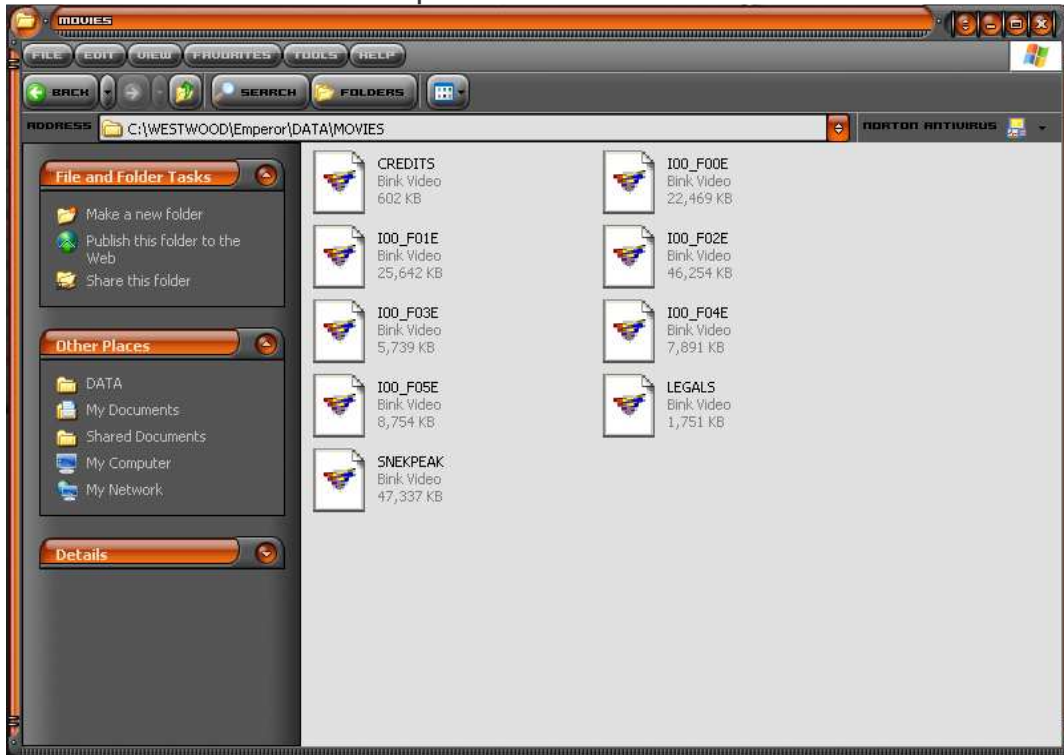 MOVIES
FILE EDIT VIEW FAVORITES TOOLS HELP
BACK SEARCH FOLDERS
ADDRESS C:\WESTWOOD\Emperor\DATA\MOVIES NORTON ANTIVIRUS
File and Folder Tasks
Make a new folder
Publish this folder to the
Web
Share this folder
Other Places
DATA
My Documents
Shared Documents
My Computer
My Network
Details
CREDITS
Bink Video
602 KB
I00_F00E
Bink Video
22,469 KB
I00_F01E
Bink Video
25,642 KB
I00_F02E
Bink Video
46,254 KB
I00_F03E
Bink Video
5,739 KB
I00_F04E
Bink Video
7,891 KB
I00_F05E
Bink Video
8,754 KB
LEGALS
Bink Video
1,751 KB
SNEKPEAK
Bink Video
47,337 KB